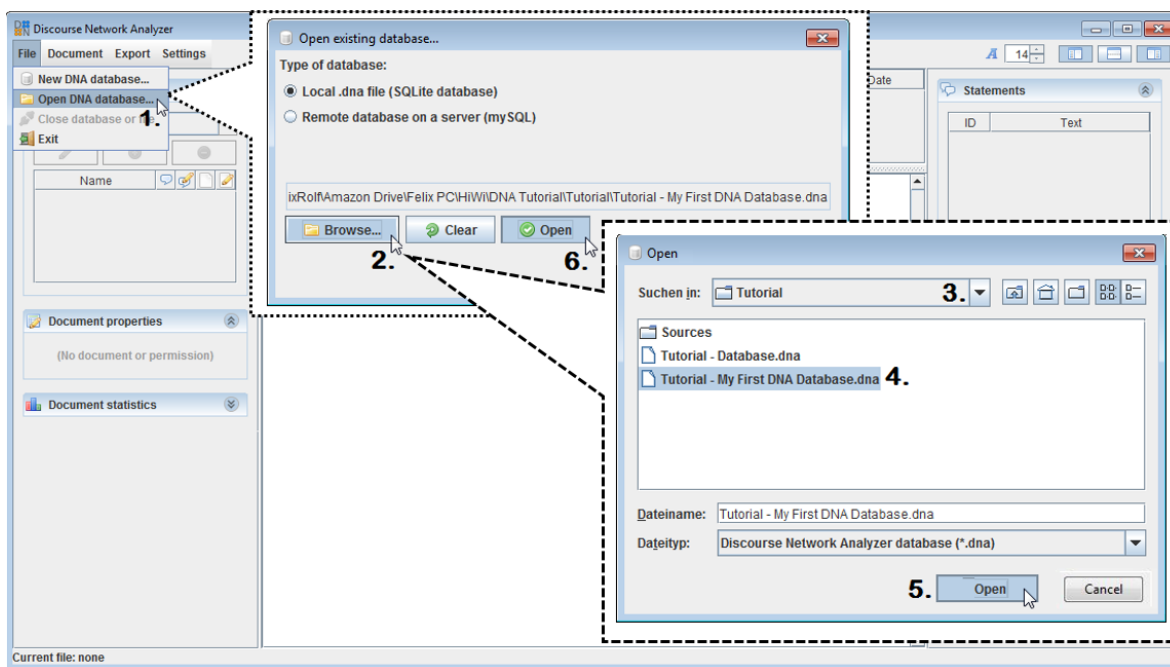 Discourse Network Analyzer
File Document Export Settings
14
New DNA database...
Open DNA database...
1.
Close database or file
Exit
Name
Document properties
(No document or permission)
Document statistics
Current file: none
Date
Statements
ID Text
Open existing database...
Type of database:
Local .dna file (SQLite database)
Remote database on a server (mySQL)
ixRolf\Amazon Drive\Felix PC\HiWi\DNA Tutorial\Tutorial\Tutorial - My First DNA Database.dna
Browse... Clear Open
2. 6.
Open
Suchen in: Tutorial 3.
Sources
Tutorial - Database.dna
Tutorial - My First DNA Database.dna 4.
Dateiname: Tutorial - My First DNA Database.dna
Dateityp: Discourse Network Analyzer database (*.dna)
5. Open Cancel